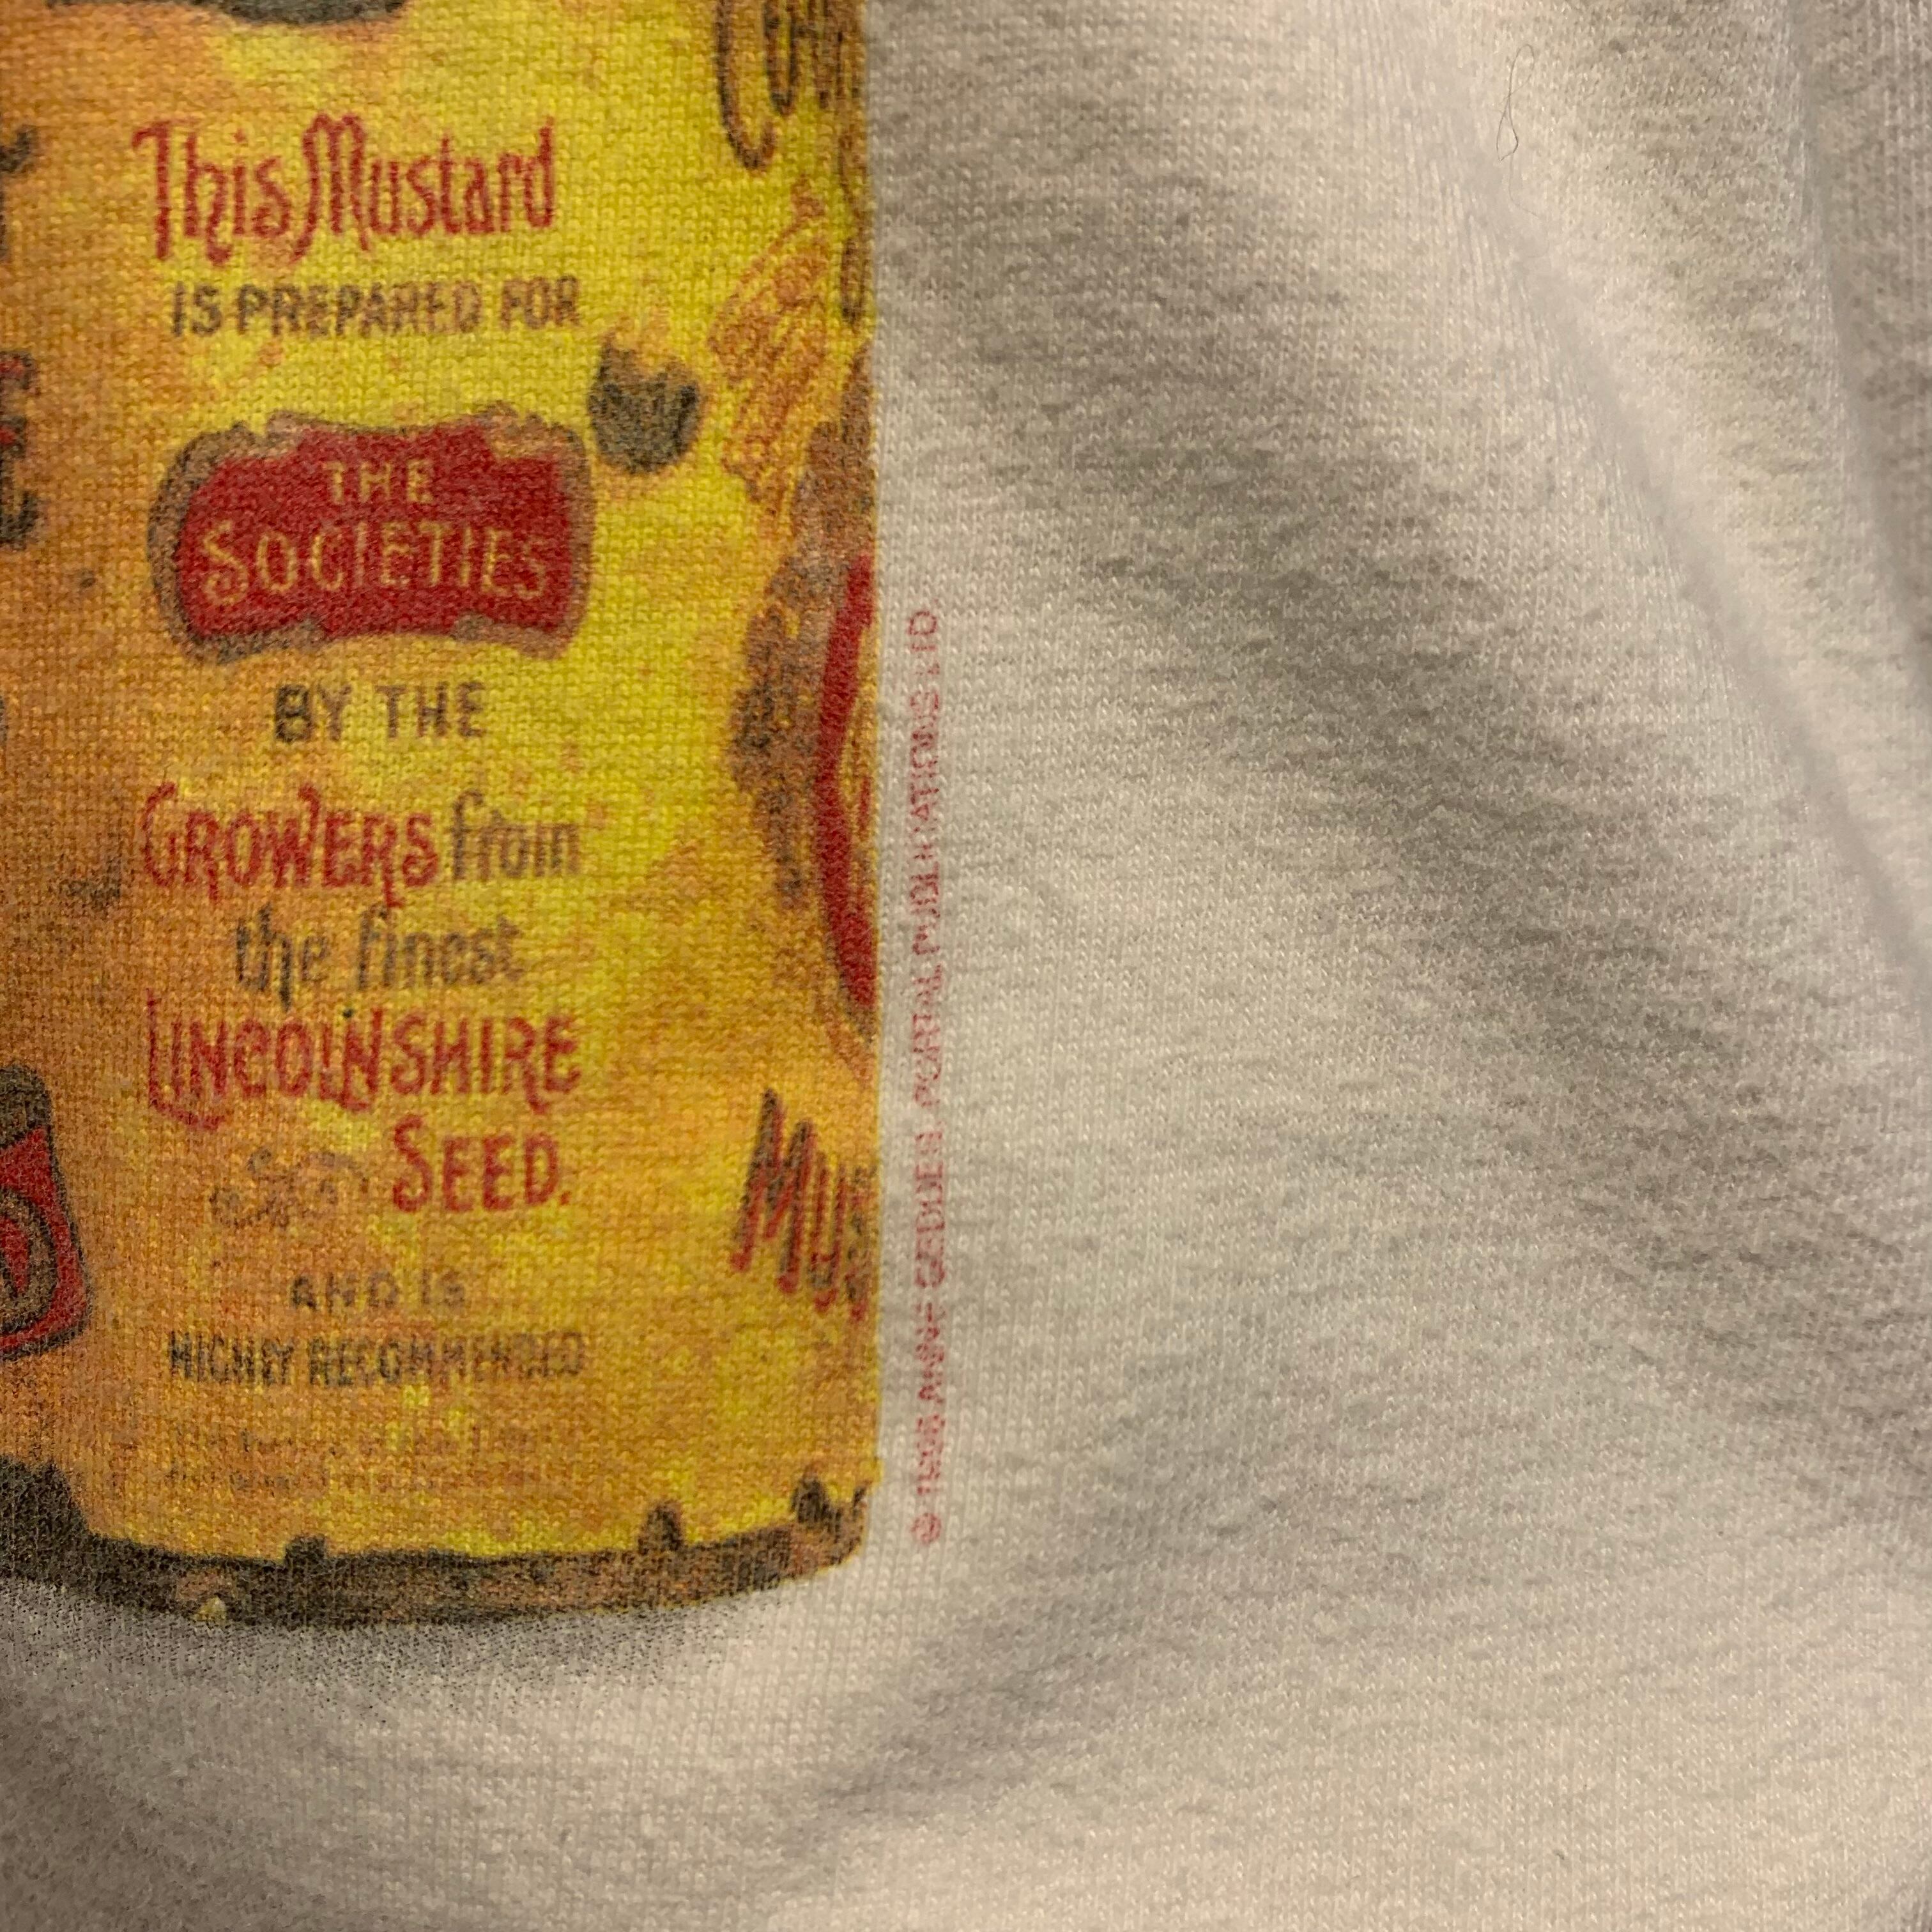 This Mustard
IS PREPARED FOR
THE
SOCIETIES
BY THE
GROWERS from
the finest
LINCOLNSHIRE
SEED.
AND IS
HIGHLY RECOMMENDED
MUS
ANNE GEDDES. PORTAL PUBLICATIONS LTD.